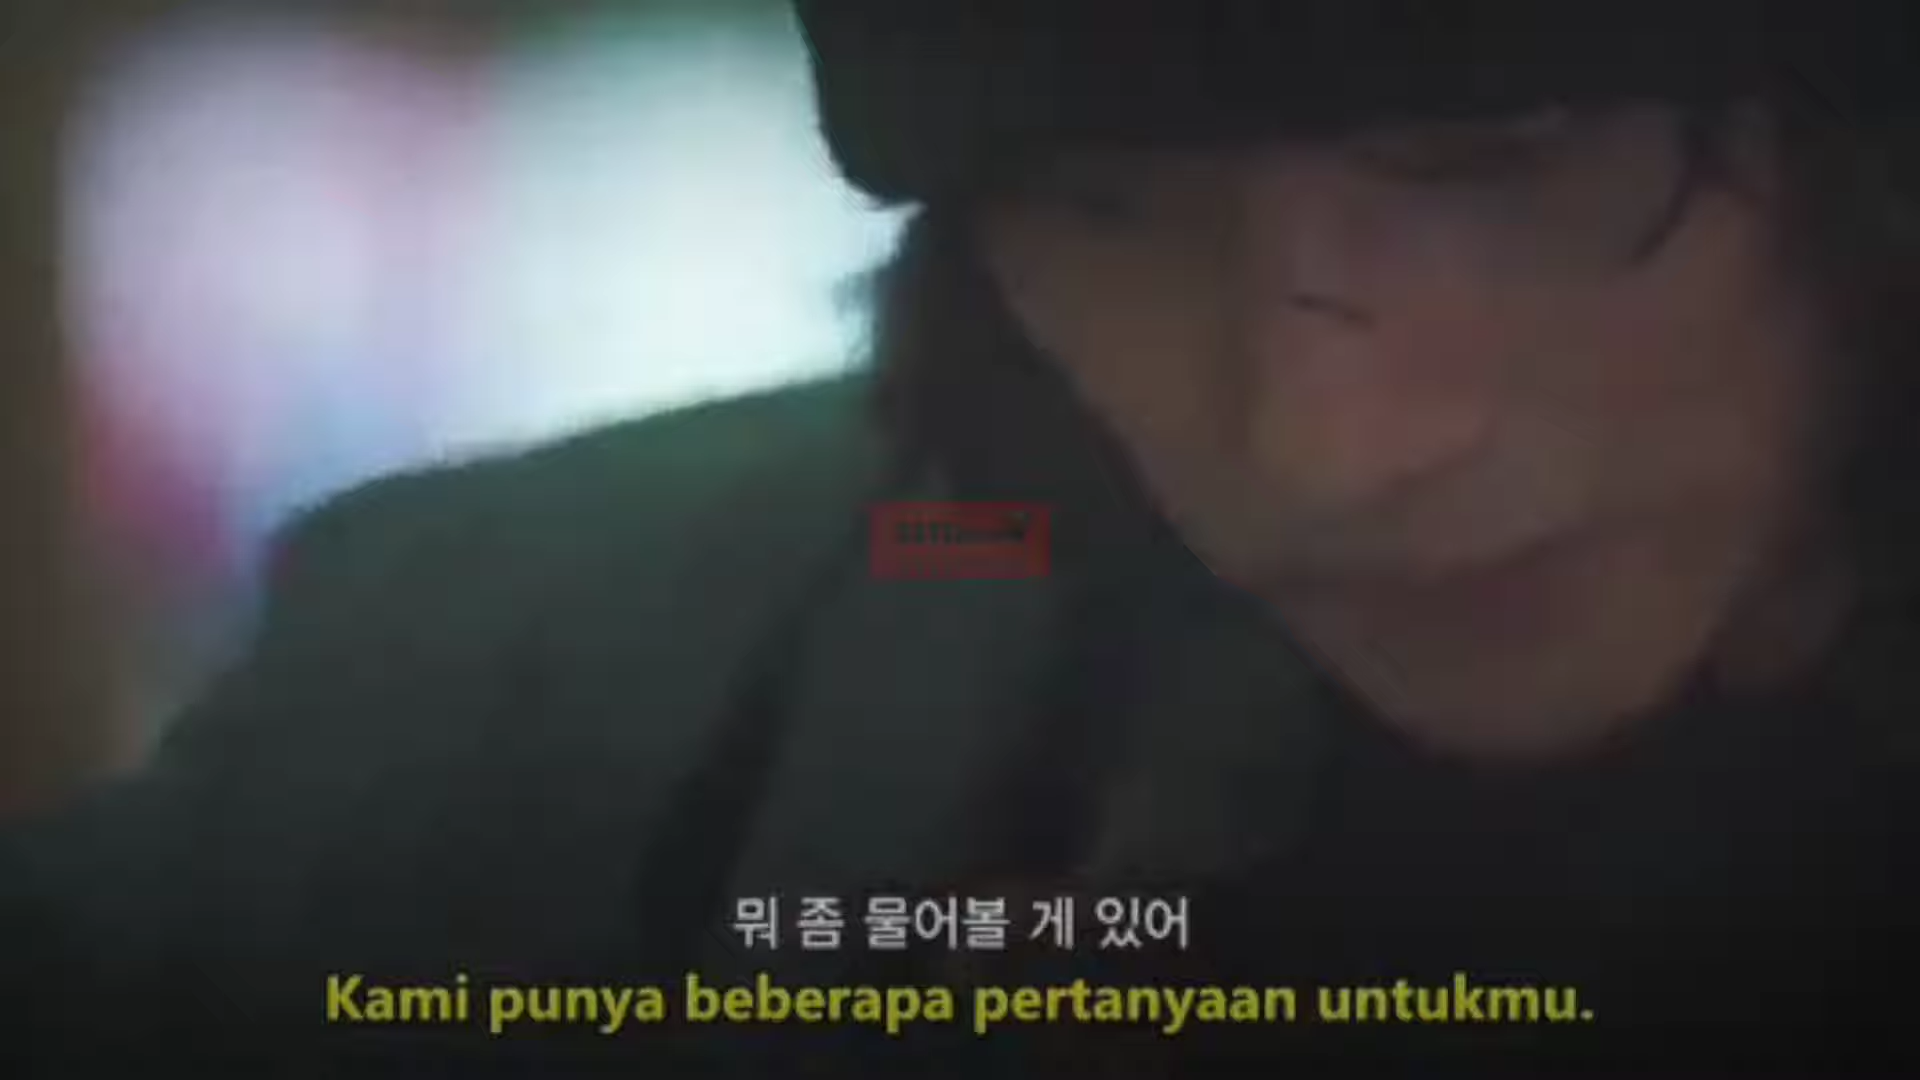 뭐 좀 물어볼 게 있어
Kami punya beberapa pertanyaan untukmu.